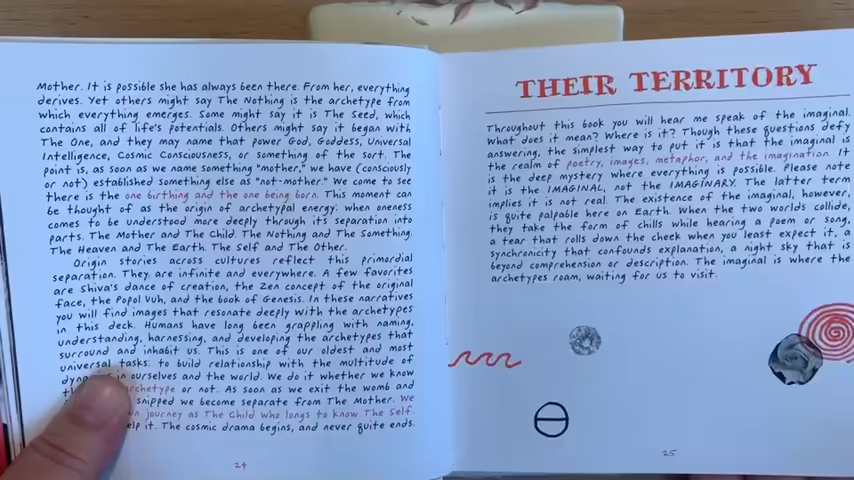 Mother. It is possible she has always been there. From her, everything
derives. Yet others might say The Nothing is the archetype from
which everything emerges. Some might say it is The Seed, which
contains all of life's potentials. Others might say it began with
The One, and they may name that power God, Goddess, Universal
Intelligence, Cosmic Consciousness, or something of the sort. The
point is, as soon as we name something "mother," we have (consciously
or not) established something else as "not-mother." We come to see
there is the one birthing and the one being born. This moment can
be thought of as the origin of archetypal energy: when oneness
comes to be understood more deeply through its separation into
parts. The Mother and The Child. The Nothing and The Something.
The Heaven and The Earth. The Self and The Other.
Origin stories across cultures reflect this primordial
separation. They are infinite and everywhere. A few favorites
are Shiva's dance of creation, the Zen concept of the original
face, the Popol Vuh, and the book of Genesis. In these narratives
you will find images that resonate deeply with the archetypes
in this deck. Humans have long been grappling with naming,
understanding, harnessing, and developing the archetypes that
surround and inhabit us. This is one of our oldest and most
universal tasks: to build relationship with the multitude of
in ourselves and the world. We do it whether we know
archetype or not. As soon as we exit the womb and
snipped we become separate from The Mother. We
journey as The Child who longs to know The Self.
it. The cosmic drama begins, and never quite ends.
24
THEIR TERRITORY
Throughout this book you will hear me speak of the imaginal.
What does it mean? Where is it? Though these questions defy
answering, the simplest way to put it is that the imaginal is
the realm of poetry, images, metaphor, and the imagination. It
is the deep mystery where everything is possible. Please note
it is the IMAGINAL, not the IMAGINARY. The latter term
implies it is not real. The existence of the imaginal, however,
is quite palpable here on Earth. When the two worlds collide,
they take the form of chills while hearing a poem or song,
a tear that rolls down the cheek when you least expect it, a
synchronicity that confounds explanation, a night sky that is
beyond comprehension or description. The imaginal is where the
archetypes roam, waiting for us to visit.
25